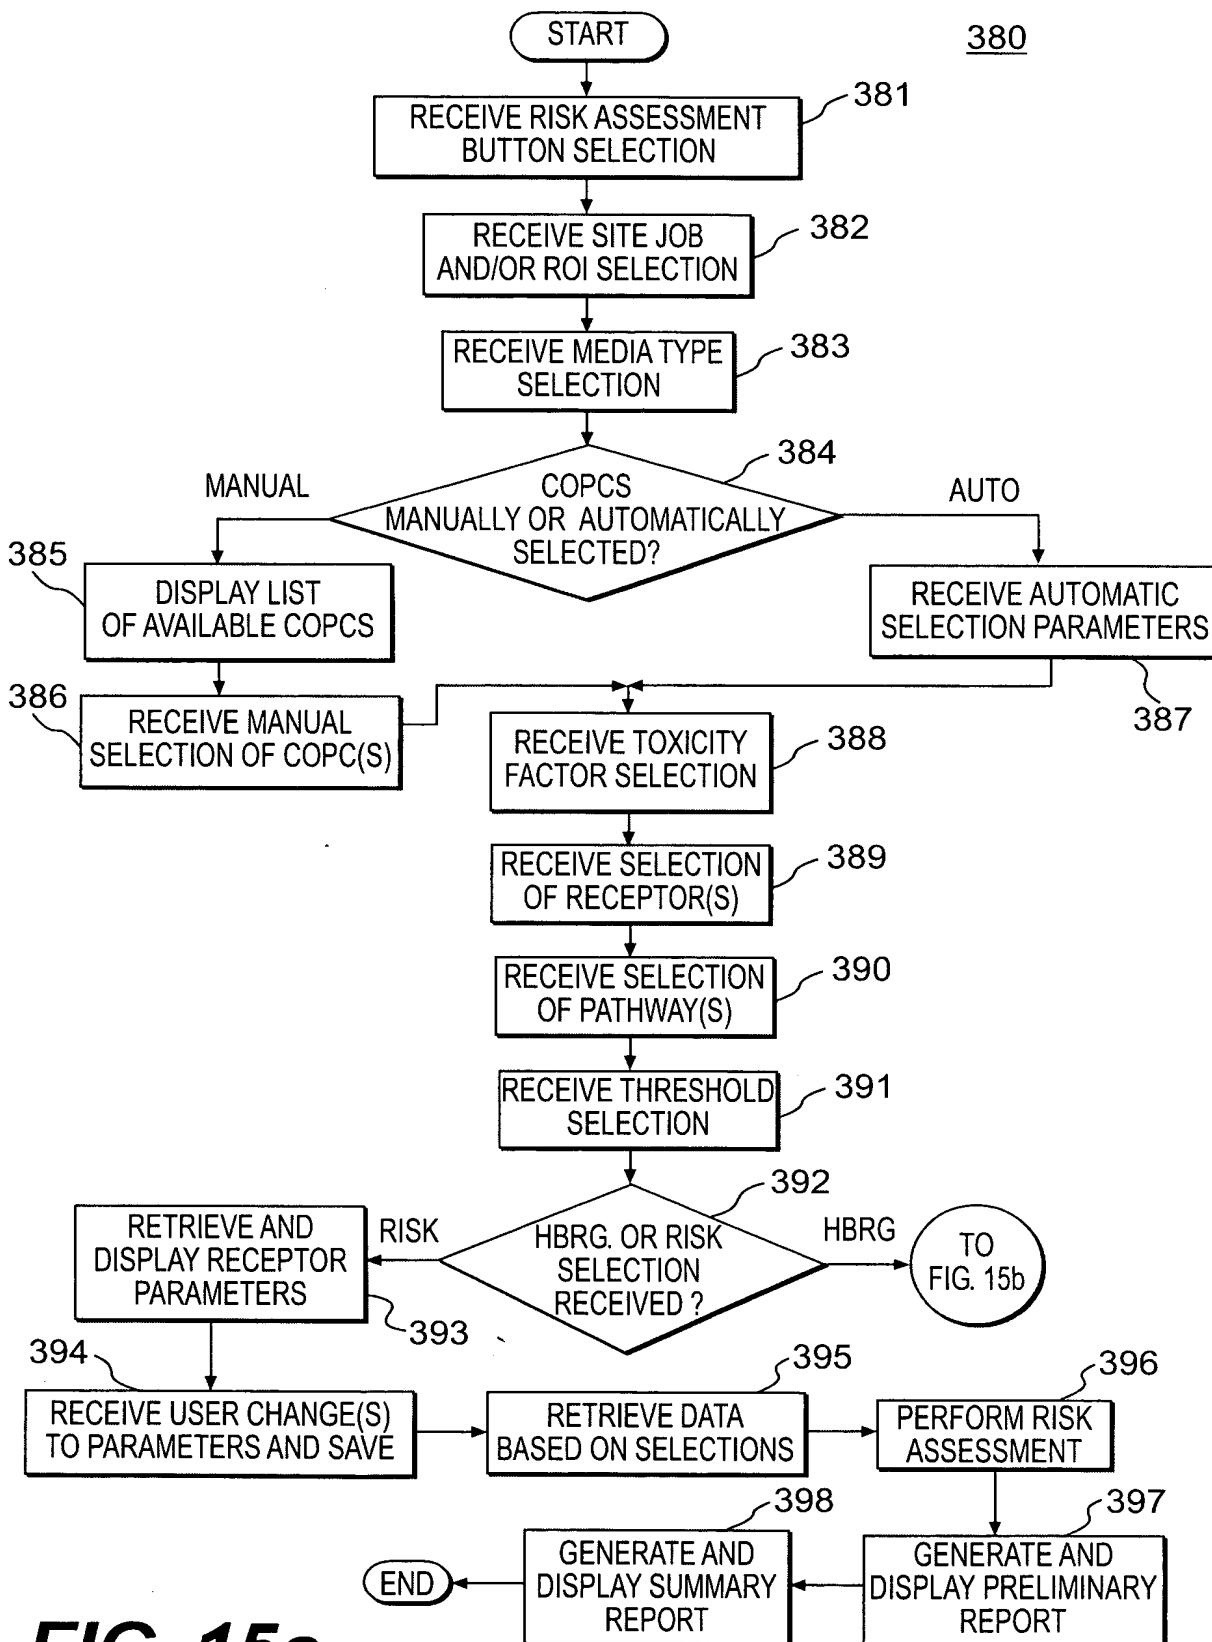 START
380
RECEIVE RISK ASSESSMENT
BUTTON SELECTION
381
RECEIVE SITE JOB
AND/OR ROI SELECTION
382
RECEIVE MEDIA TYPE
SELECTION
383
COPCS
MANUALLY OR AUTOMATICALLY
SELECTED?
384
MANUAL
AUTO
385
DISPLAY LIST
OF AVAILABLE COPCS
RECEIVE AUTOMATIC
SELECTION PARAMETERS
387
386
RECEIVE MANUAL
SELECTION OF COPC(S)
RECEIVE TOXICITY
FACTOR SELECTION
388
RECEIVE SELECTION
OF RECEPTOR(S)
389
RECEIVE SELECTION
OF PATHWAY(S)
390
RECEIVE THRESHOLD
SELECTION
391
HBRG. OR RISK
SELECTION
RECEIVED ?
392
RISK
HBRG
TO
FIG. 15b
RETRIEVE AND
DISPLAY RECEPTOR
PARAMETERS
393
394
RECEIVE USER CHANGE(S)
TO PARAMETERS AND SAVE
395
RETRIEVE DATA
BASED ON SELECTIONS
396
PERFORM RISK
ASSESSMENT
397
GENERATE AND
DISPLAY PRELIMINARY
REPORT
398
GENERATE AND
DISPLAY SUMMARY
REPORT
END
FIG. 15a